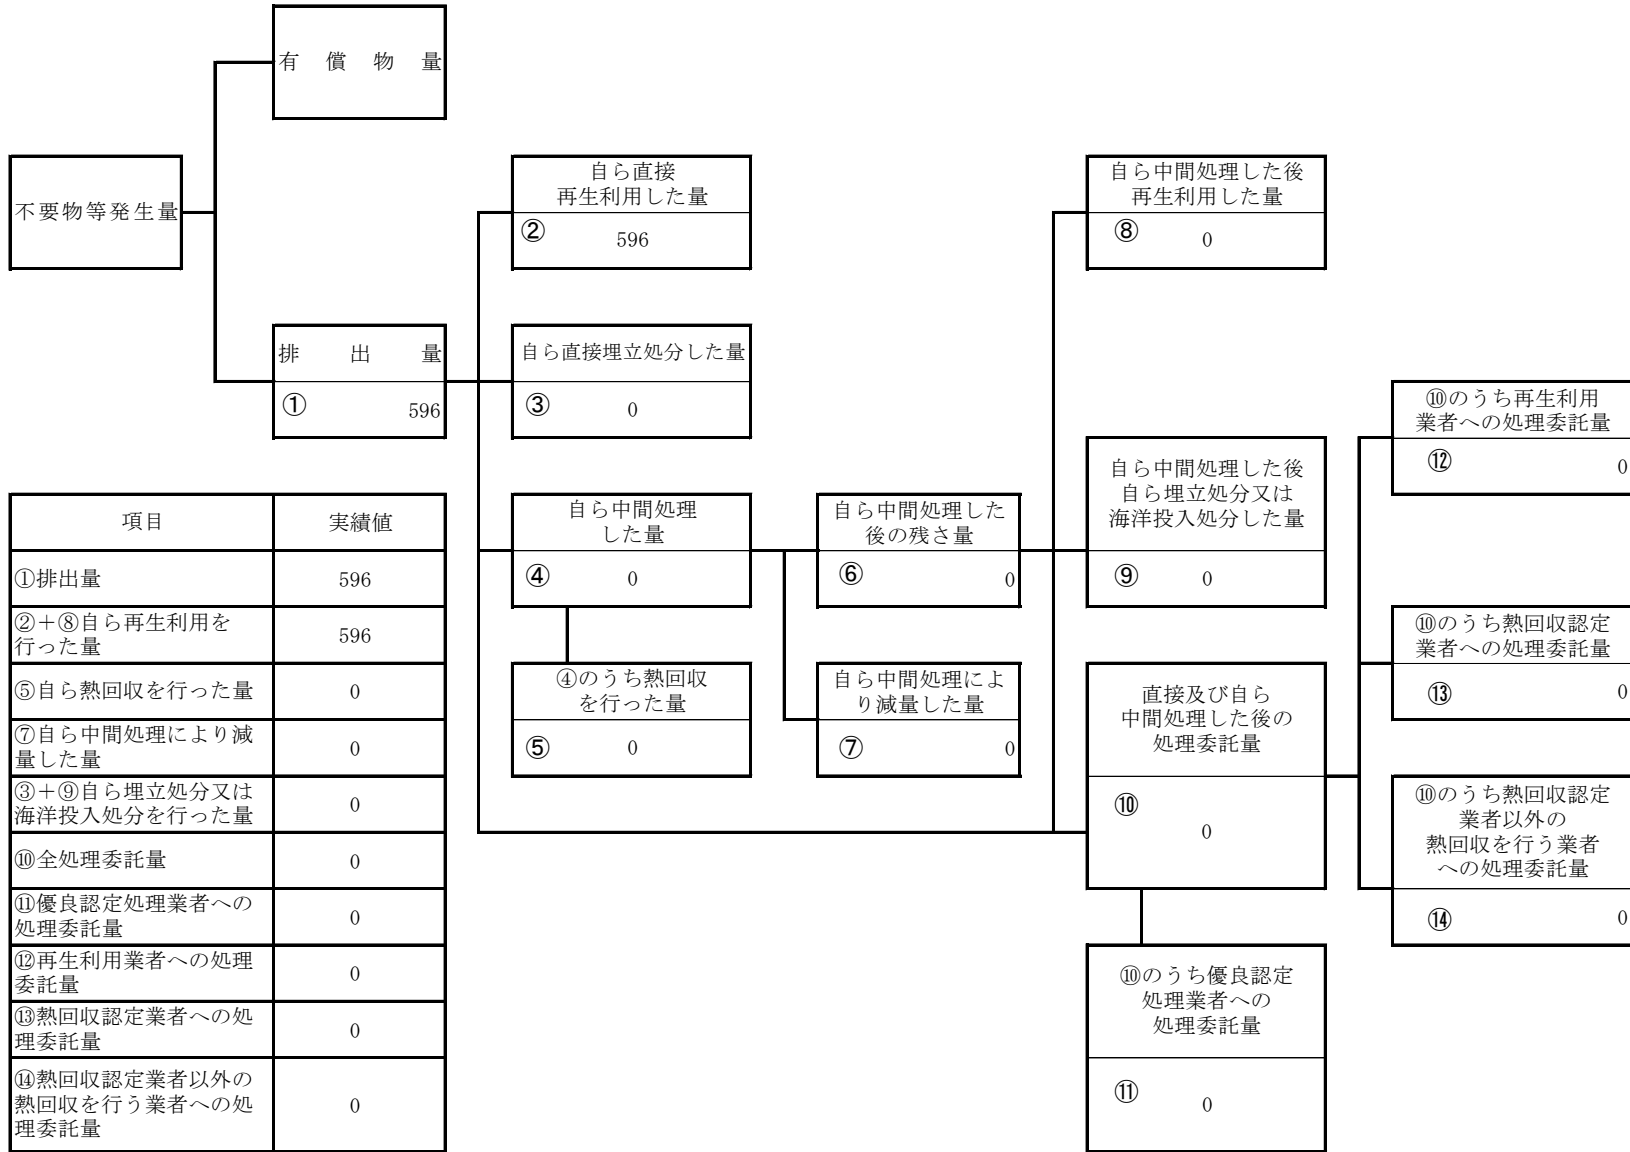 有償物量
不要物等発生量
排出量
① 596
自ら直接
再生利用した量
② 596
自ら直接埋立処分した量
③ 0
自ら中間処理
した量
④ 0
④のうち熱回収
を行った量
⑤ 0
自ら中間処理した
後の残さ量
⑥ 0
自ら中間処理によ
り減量した量
⑦ 0
自ら中間処理した後
再生利用した量
⑧ 0
自ら中間処理した後
自ら埋立処分又は
海洋投入処分した量
⑨ 0
直接及び自ら
中間処理した後の
処理委託量
⑩
0
⑩のうち優良認定
処理業者への
処理委託量
⑪ 0
⑩のうち再生利用
業者への処理委託量
⑫ 0
⑩のうち熱回収認定
業者への処理委託量
⑬ 0
⑩のうち熱回収認定
業者以外の
熱回収を行う業者
への処理委託量
⑭ 0
項目 実績値
①排出量 596
②＋⑧自ら再生利用を
行った量 596
⑤自ら熱回収を行った量 0
⑦自ら中間処理により減
量した量 0
③＋⑨自ら埋立処分又は
海洋投入処分を行った量 0
⑩全処理委託量 0
⑪優良認定処理業者への
処理委託量 0
⑫再生利用業者への処理
委託量 0
⑬熱回収認定業者への処
理委託量 0
⑭熱回収認定業者以外の
熱回収を行う業者への処
理委託量 0